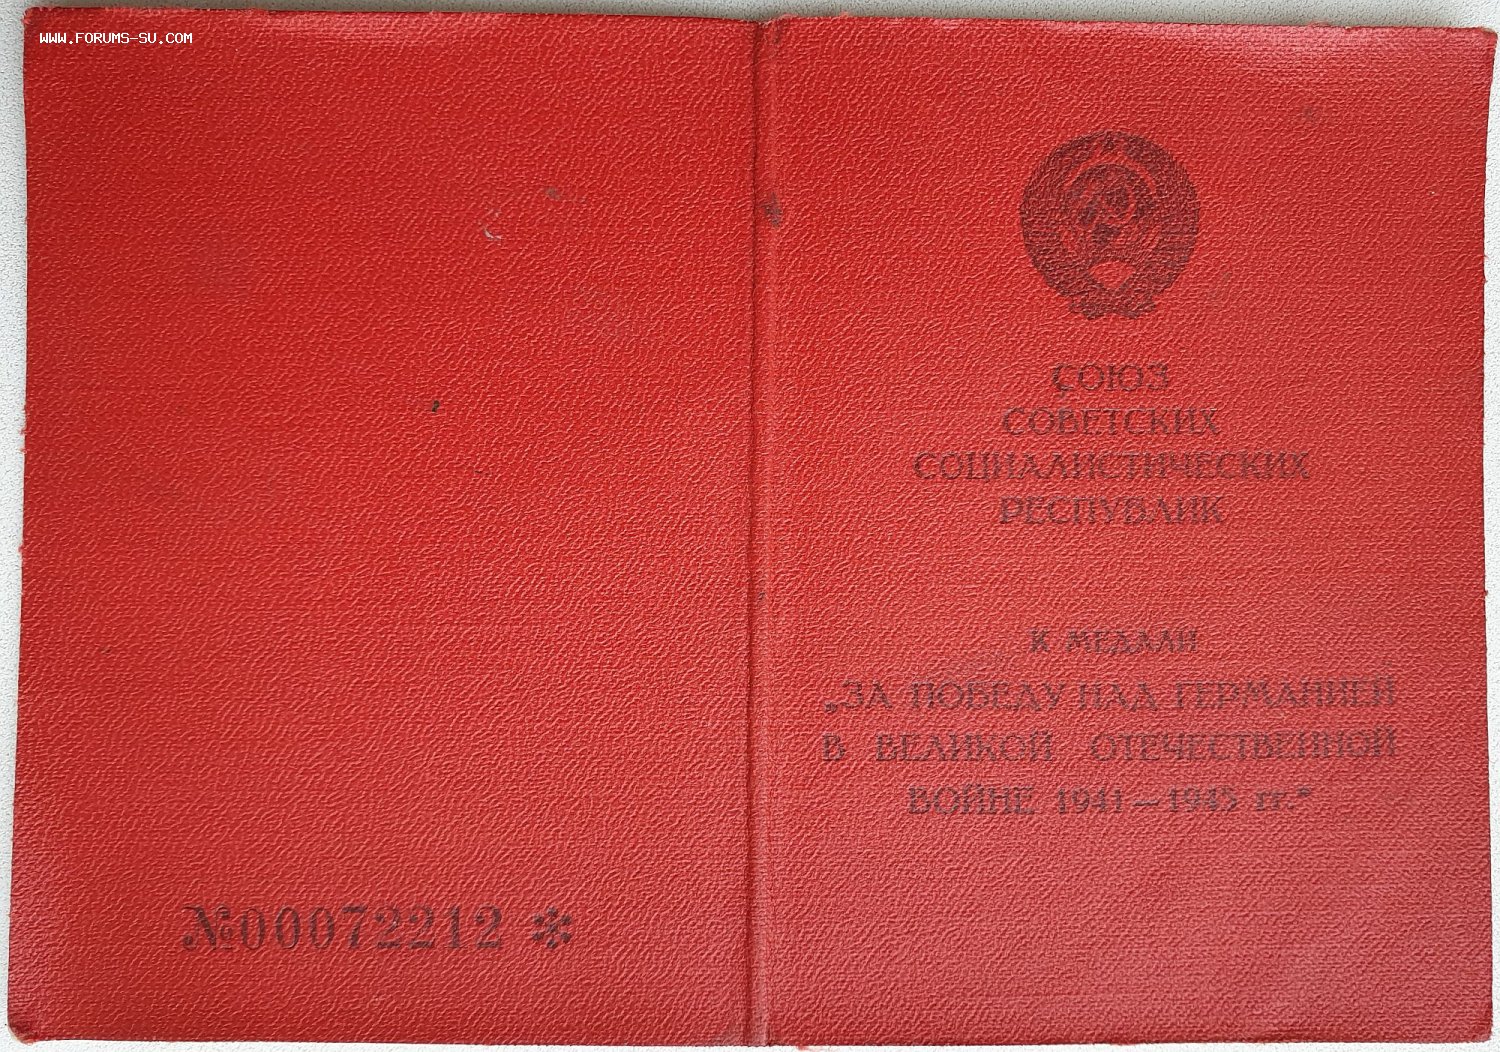 WWW.FORUMS-SU.COM
СОЮЗ
СОВЕТСКИХ
СОЦИАЛИСТИЧЕСКИХ
РЕСПУБЛИК
К МЕДАЛИ
„ЗА ПОБЕДУ НАД ГЕРМАНИЕЙ
В ВЕЛИКОЙ ОТЕЧЕСТВЕННОЙ
ВОЙНЕ 1941—1945 гг.“
№00072212 *